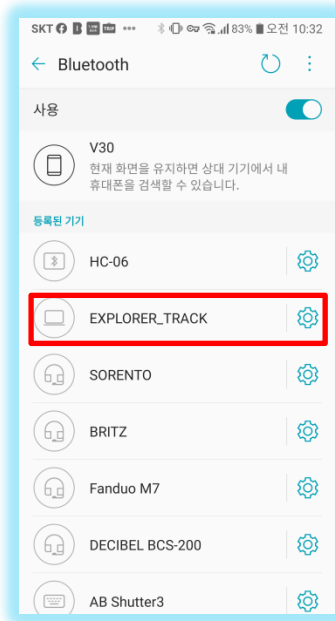 SKT ... 83% 오전 10:32
← Bluetooth
사용
V30
현재 화면을 유지하면 상대 기기에서 내
휴대폰을 검색할 수 있습니다.
등록된 기기
HC-06
EXPLORER_TRACK
SORENTO
BRITZ
Fanduo M7
DECIBEL BCS-200
AB Shutter3